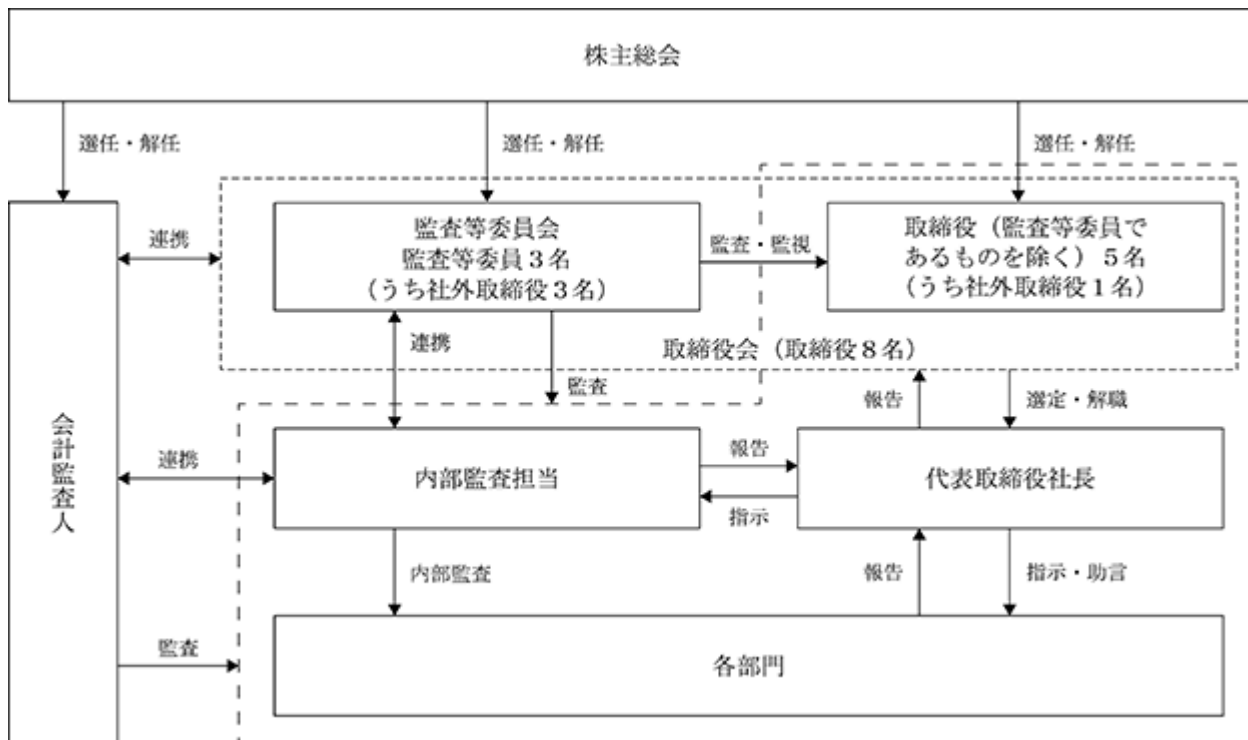 株主総会
選任・解任
選任・解任
選任・解任
連携
監査等委員会
監査等委員3名
(うち社外取締役3名)
監査・監視
取締役(監査等委員で
あるものを除く)5名
(うち社外取締役1名)
連携
取締役会(取締役8名)
監査
報告
選定・解職
会計監査人
連携
内部監査担当
報告
指示
代表取締役社長
内部監査
報告
指示・助言
監査
各部門